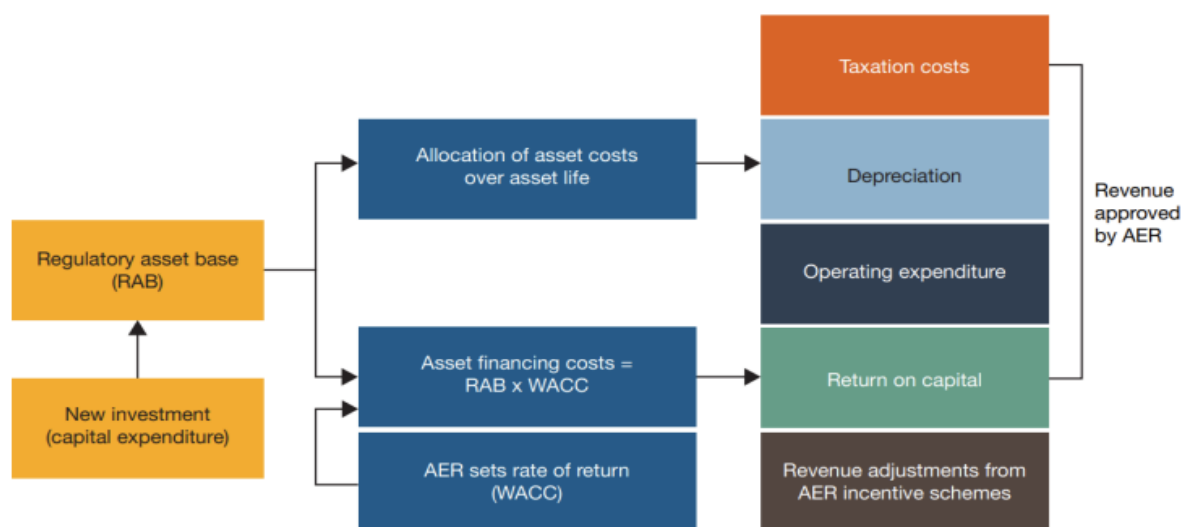 Regulatory asset base
(RAB)
New investment
(capital expenditure)
Allocation of asset costs
over asset life
Asset financing costs =
RAB x WACC
AER sets rate of return
(WACC)
Taxation costs
Depreciation
Operating expenditure
Return on capital
Revenue adjustments from
AER incentive schemes
Revenue
approved
by AER